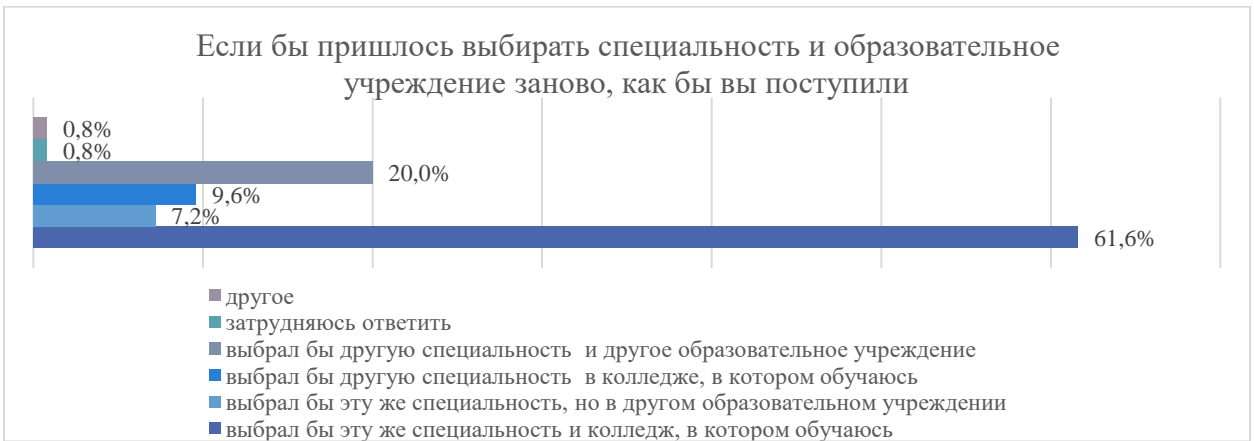 Если бы пришлось выбирать специальность и образовательное
учреждение заново, как бы вы поступили
0,8%
0,8%
20,0%
9,6%
7,2%
61,6%
другое
затрудняюсь ответить
выбрал бы другую специальность и другое образовательное учреждение
выбрал бы другую специальность в колледже, в котором обучаюсь
выбрал бы эту же специальность, но в другом образовательном учреждении
выбрал бы эту же специальность и колледж, в котором обучаюсь